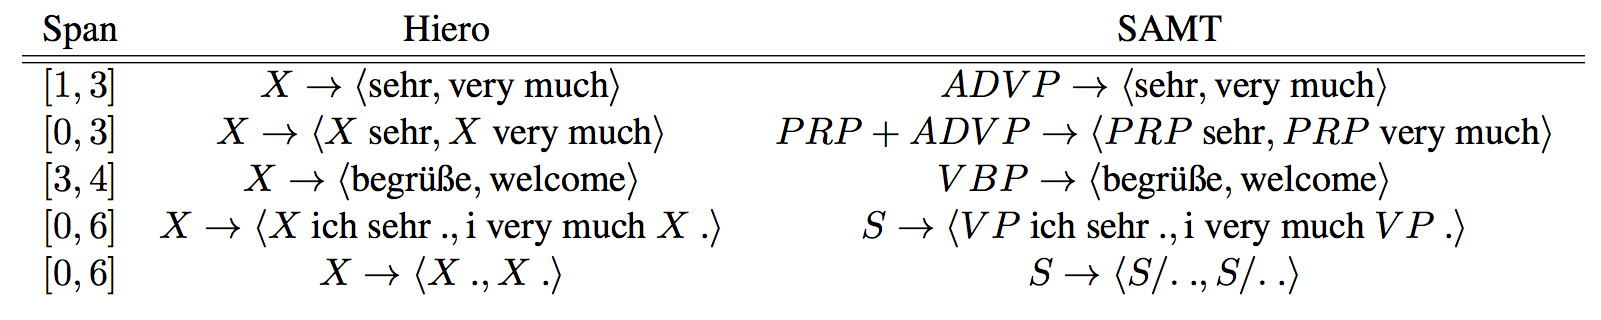 Span Hiero SAMT
[1, 3] X → ⟨sehr, very much⟩ ADVP → ⟨sehr, very much⟩
[0, 3] X → ⟨X sehr, X very much⟩ PRP + ADVP → ⟨PRP sehr, PRP very much⟩
[3, 4] X → ⟨begrüße, welcome⟩ VBP → ⟨begrüße, welcome⟩
[0, 6] X → ⟨X ich sehr ., i very much X .⟩ S → ⟨VP ich sehr ., i very much VP .⟩
[0, 6] X → ⟨X ., X .⟩ S → ⟨S/. ., S/. .⟩